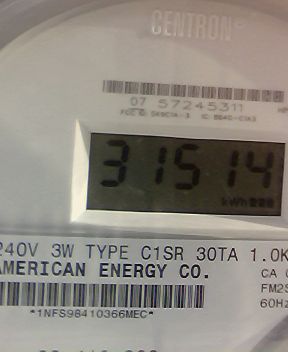 CENTRON®
07 57245311
31514
kWh
240V 3W TYPE C1SR 30TA 1.0K
AMERICAN ENERGY CO.
CA
FM2S
60Hz
*1NFS98410366MEC*